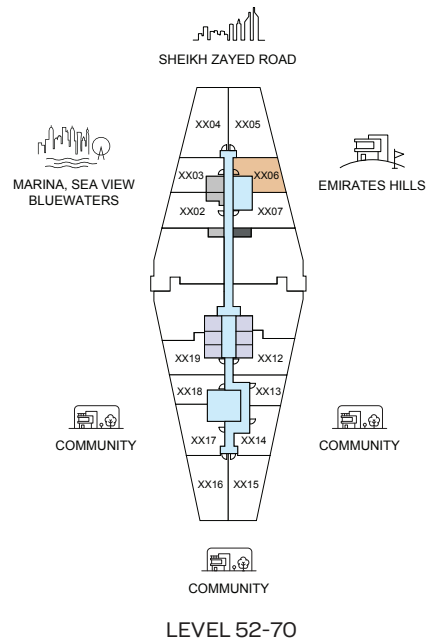 SHEIKH ZAYED ROAD
XX04 XX05
MARINA, SEA VIEW
BLUEWATERS
XX03 XX06
EMIRATES HILLS
XX02 XX07
XX19 XX12
XX18 XX13
COMMUNITY
XX17 XX14
COMMUNITY
XX16 XX15
COMMUNITY
LEVEL 52-70